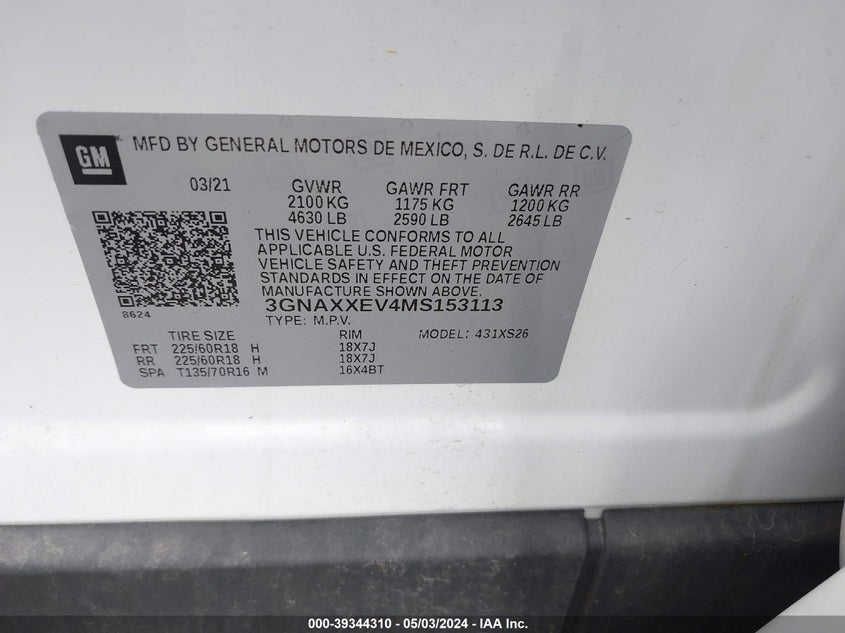 GM
MFD BY GENERAL MOTORS DE MEXICO, S. DE R.L. DE C.V.
03/21 GVWR GAWR FRT GAWR RR
2100 KG 1175 KG 1200 KG
4630 LB 2590 LB 2645 LB
THIS VEHICLE CONFORMS TO ALL
APPLICABLE U.S. FEDERAL MOTOR
VEHICLE SAFETY AND THEFT PREVENTION
STANDARDS IN EFFECT ON THE DATE OF
MANUFACTURE SHOWN ABOVE.
8624 3GNAXXEV4MS153113
TYPE: M.P.V. MODEL: 431XS26
TIRE SIZE RIM
FRT 225/60R18 H 18X7J
RR 225/60R18 H 18X7J
SPA T135/70R16 M 16X4BT
000-39344310 - 05/03/2024 - IAA Inc.